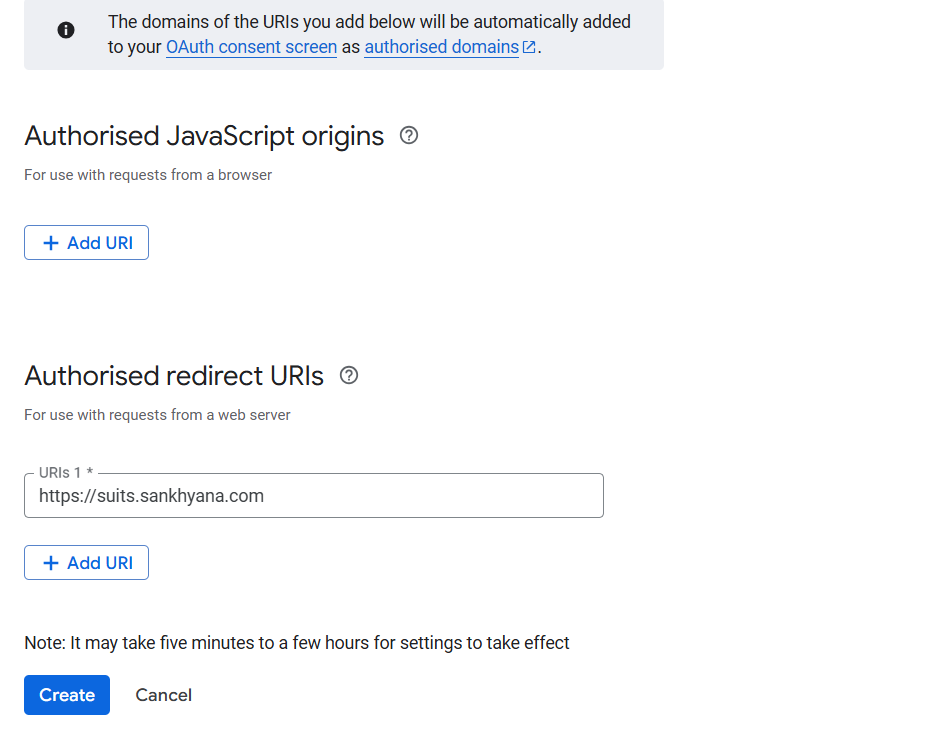 The domains of the URIs you add below will be automatically added
to your OAuth consent screen as authorised domains.
Authorised JavaScript origins
For use with requests from a browser
+ Add URI
Authorised redirect URIs
For use with requests from a web server
URIs 1 *
https://suits.sankhyana.com
+ Add URI
Note: It may take five minutes to a few hours for settings to take effect
Create Cancel